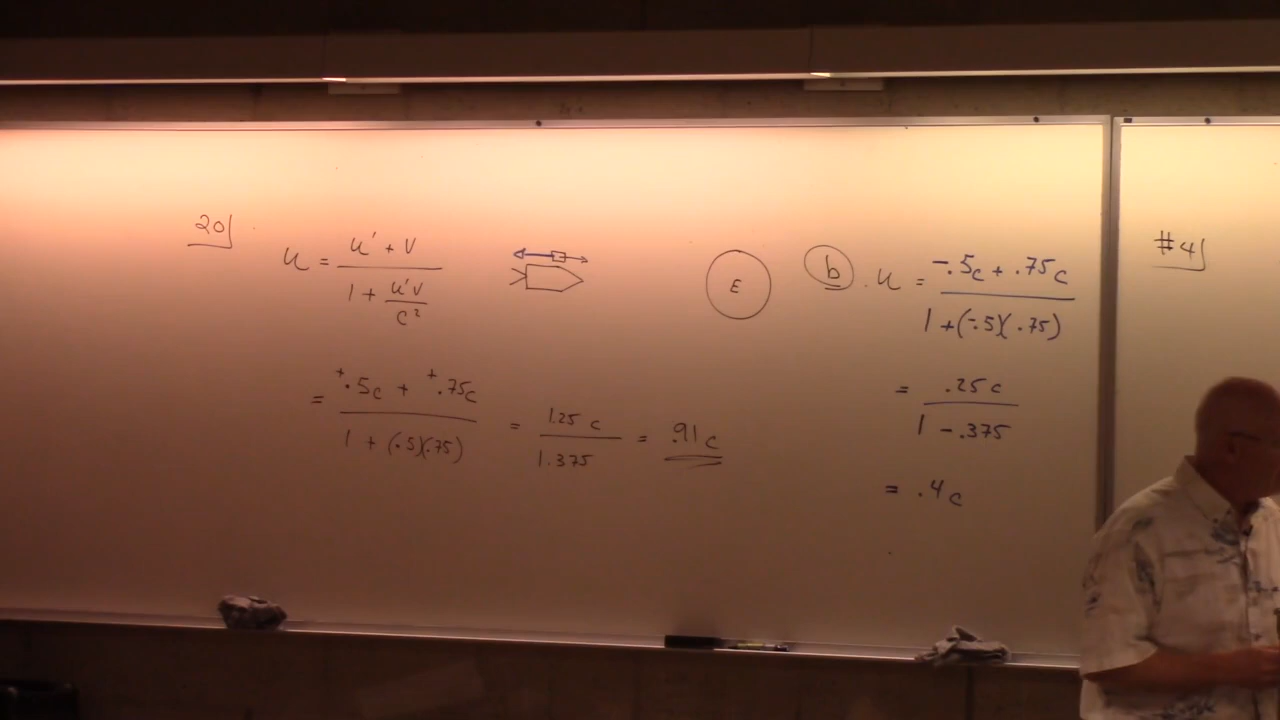 20)
u = (u' + v) / (1 + u'v/c²)
= (+.5c + +.75c) / (1 + (.5)(.75)) = 1.25 c / 1.375 = .91c
E
b. u = (-.5c + .75c) / (1 + (-.5)(.75))
= .25c / (1 - .375)
= .4c
#4)